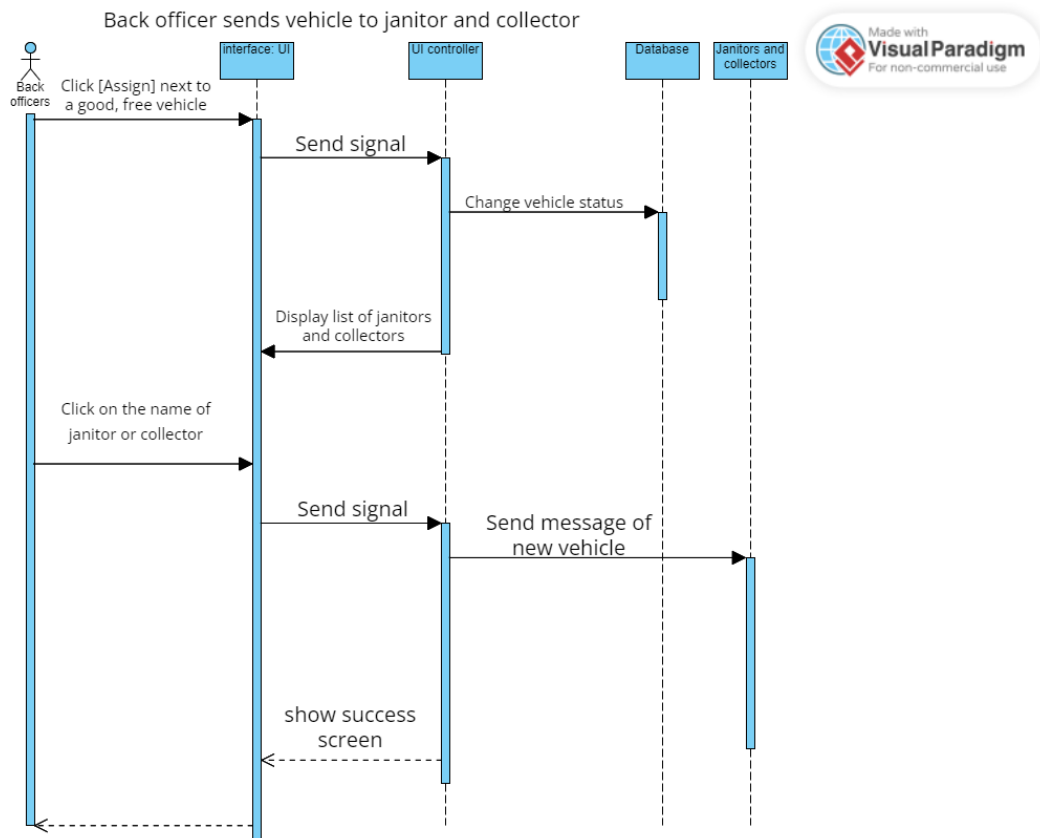 Back officer sends vehicle to janitor and collector
Made with
Visual Paradigm
For non-commercial use
interface: UI
UI controller
Database
Janitors and
collectors
Back
officers
Click [Assign] next to
a good, free vehicle
Send signal
Change vehicle status
Display list of janitors
and collectors
Click on the name of
janitor or collector
Send signal
Send message of
new vehicle
show success
screen